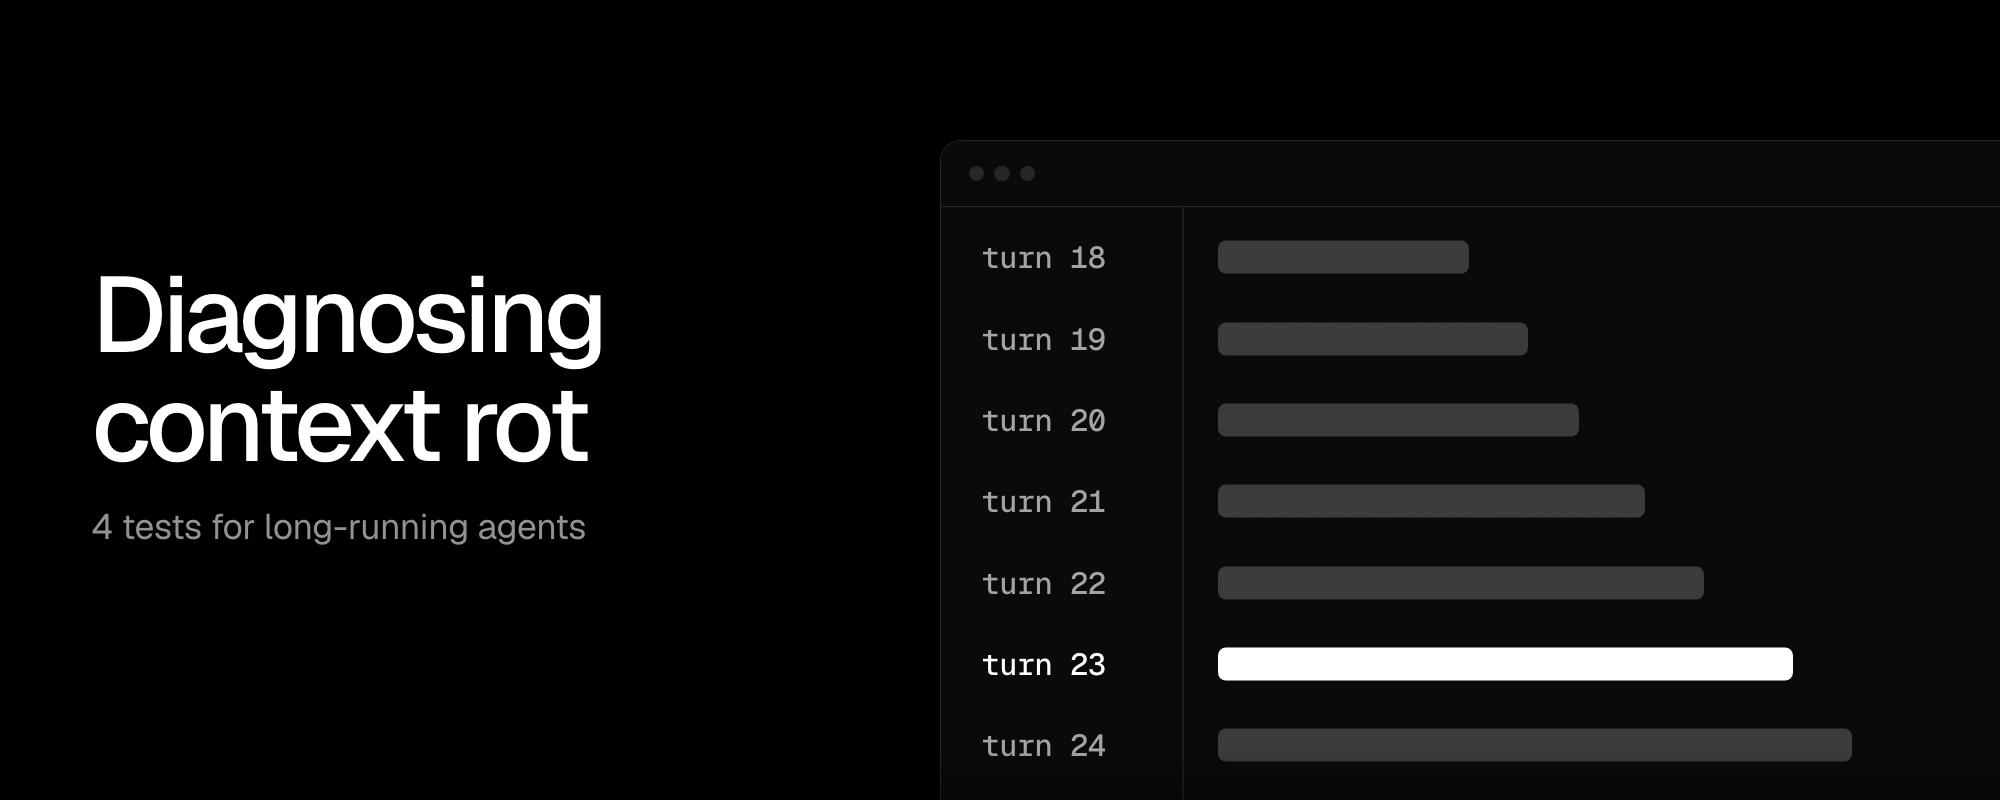 Diagnosing
context rot
4 tests for long-running agents
turn 18
turn 19
turn 20
turn 21
turn 22
turn 23
turn 24